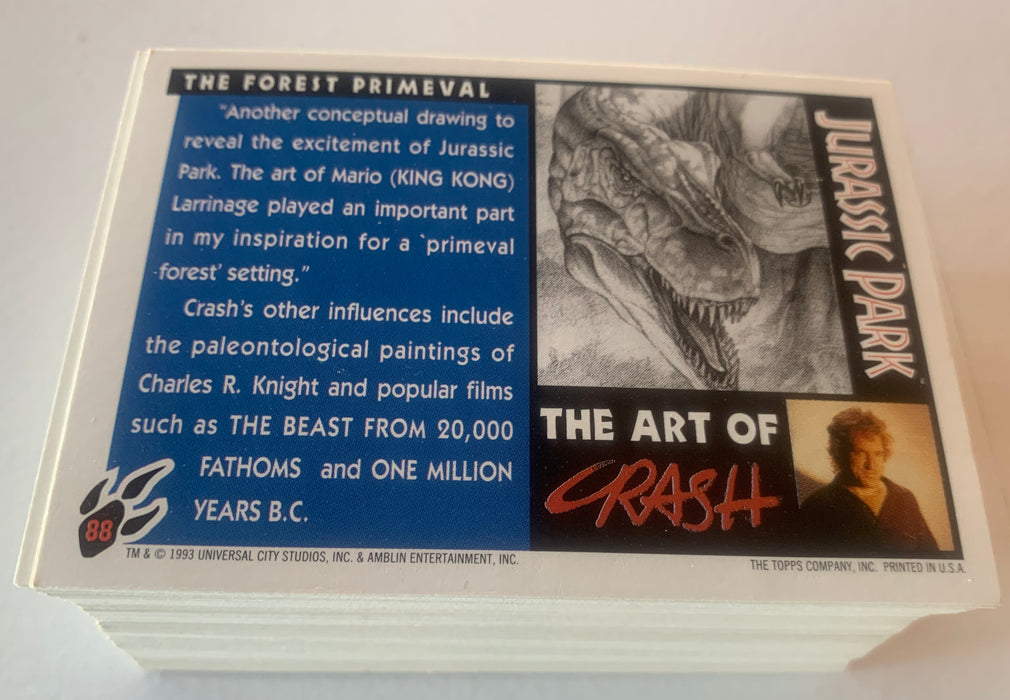 THE FOREST PRIMEVAL
"Another conceptual drawing to
reveal the excitement of Jurassic
Park. The art of Mario (KING KONG)
Larrinage played an important part
in my inspiration for a 'primeval
forest' setting."
Crash's other influences include
the paleontological paintings of
Charles R. Knight and popular films
such as THE BEAST FROM 20,000
FATHOMS and ONE MILLION
YEARS B.C.
88
TM & © 1993 UNIVERSAL CITY STUDIOS, INC. & AMBLIN ENTERTAINMENT, INC.
JURASSIC PARK
THE ART OF
CRASH
THE TOPPS COMPANY, INC. PRINTED IN U.S.A.